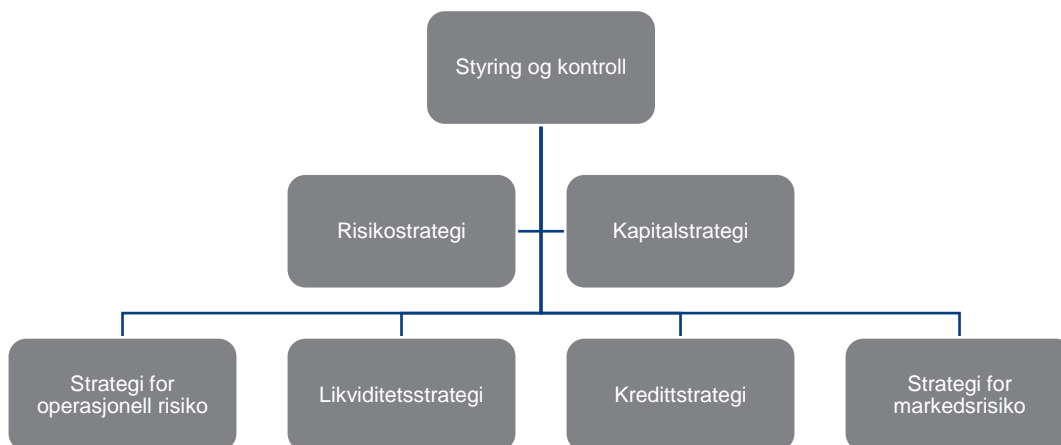 Styring og kontroll
Risikostrategi
Kapitalstrategi
Strategi for
operasjonell risiko
Likviditetsstrategi
Kredittstrategi
Strategi for
markedsrisiko